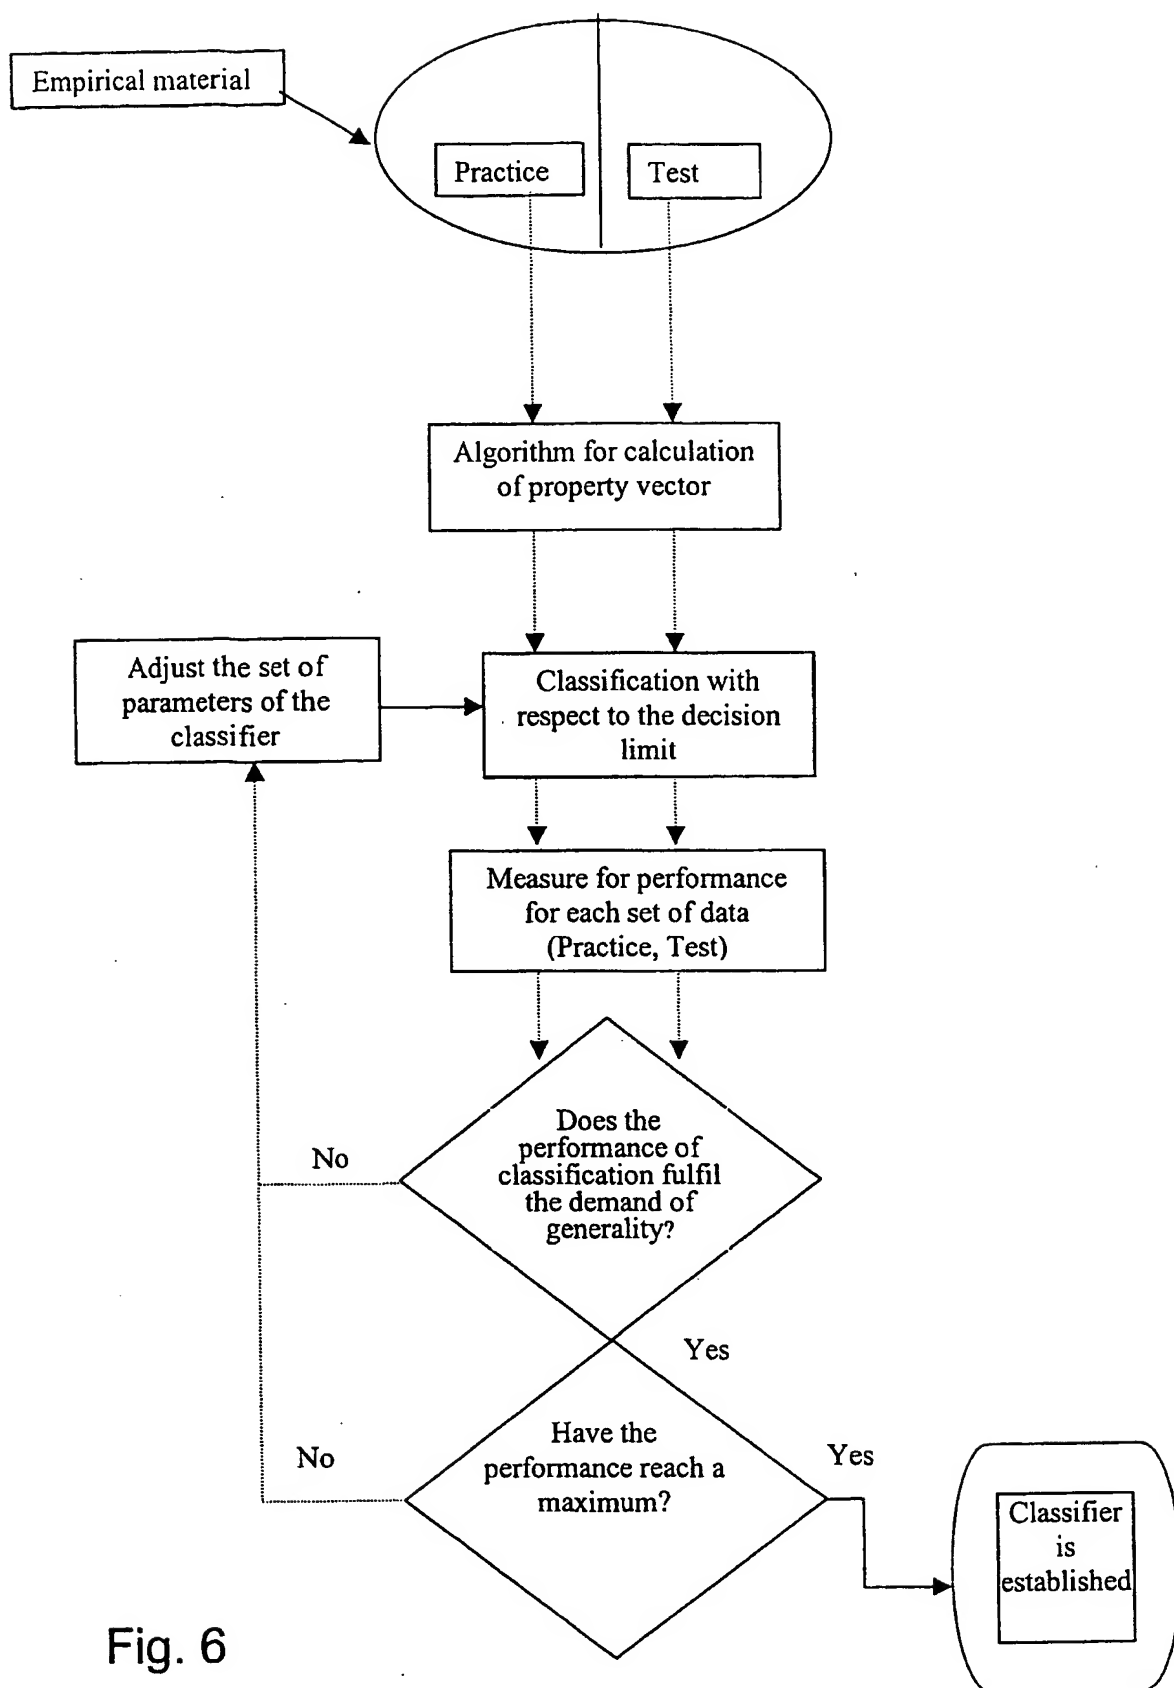 Empirical material
Practice
Test
Algorithm for calculation
of property vector
Adjust the set of
parameters of the
classifier
Classification with
respect to the decision
limit
Measure for performance
for each set of data
(Practice, Test)
Does the
performance of
classification fulfil
the demand of
generality?
No
Yes
Have the
performance reach a
maximum?
No
Yes
Classifier
is
established
Fig. 6